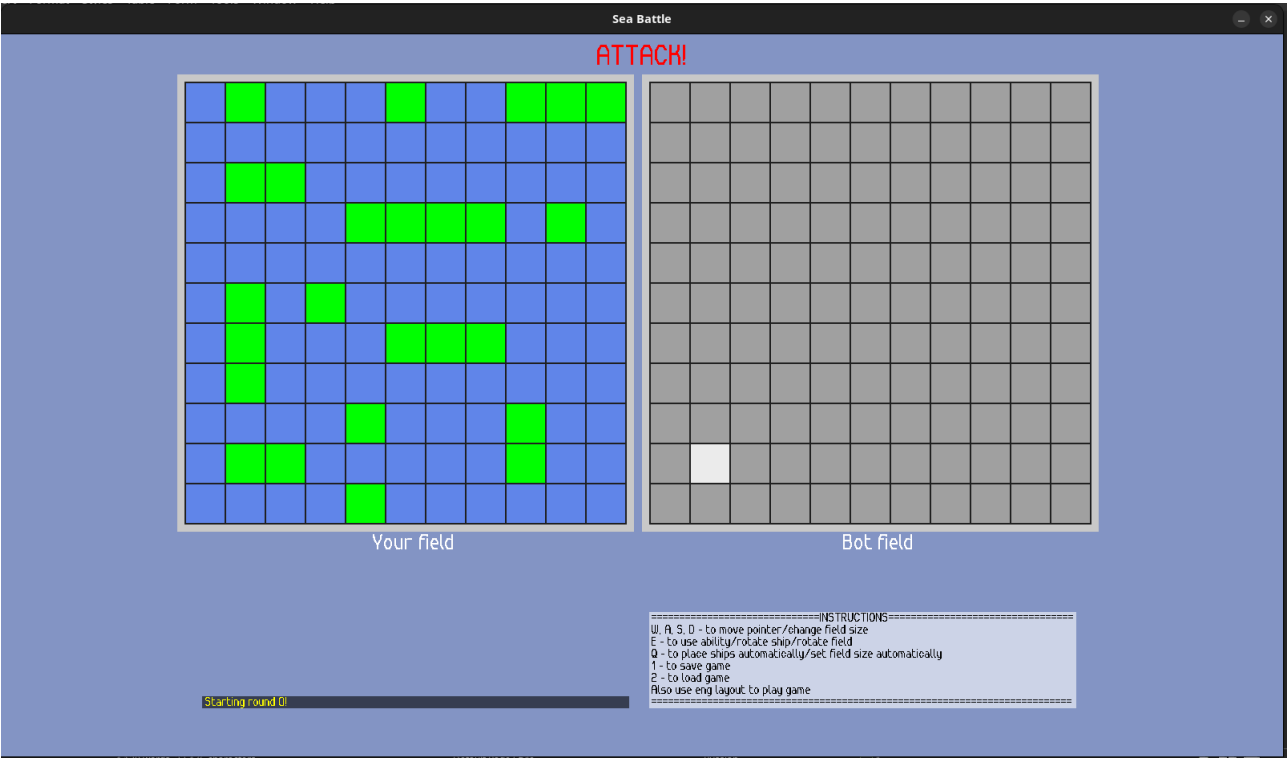 Sea Battle
ATTACK!
Your field
Bot field
==============================INSTRUCTIONS=================================
W, A, S, D - to move pointer/change field size
E - to use ability/rotate ship/rotate field
Q - to place ships automatically/set field size automatically
1 - to save game
2 - to load game
Also use eng layout to play game
===========================================================================
Starting round 0!